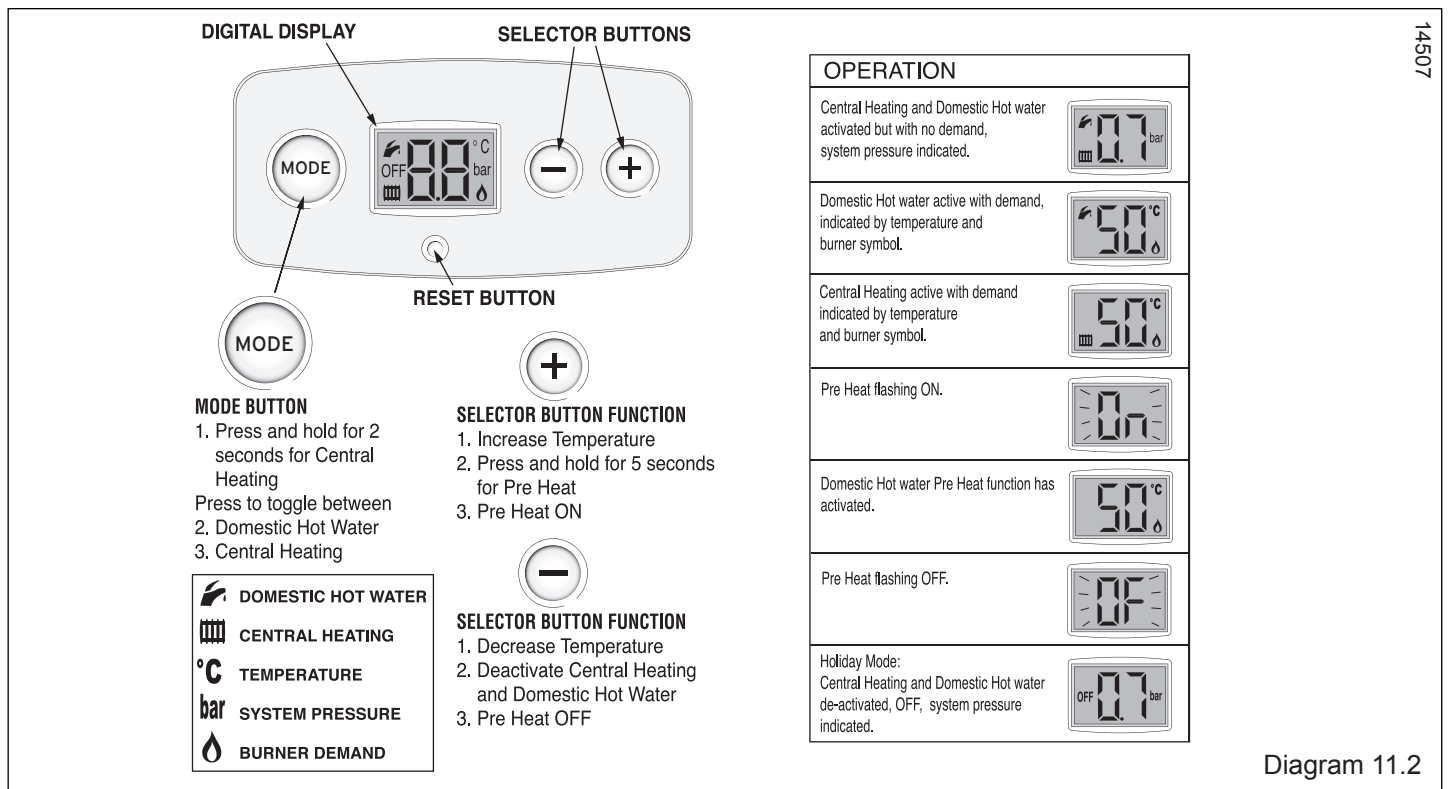 14507
DIGITAL DISPLAY
SELECTOR BUTTONS
MODE
OFF 8.8 °C
bar
− +
RESET BUTTON
MODE
MODE BUTTON
1. Press and hold for 2
seconds for Central
Heating
Press to toggle between
2. Domestic Hot Water
3. Central Heating
+
SELECTOR BUTTON FUNCTION
1. Increase Temperature
2. Press and hold for 5 seconds
for Pre Heat
3. Pre Heat ON
−
SELECTOR BUTTON FUNCTION
1. Decrease Temperature
2. Deactivate Central Heating
and Domestic Hot Water
3. Pre Heat OFF
DOMESTIC HOT WATER
CENTRAL HEATING
°C TEMPERATURE
bar SYSTEM PRESSURE
BURNER DEMAND
OPERATION
Central Heating and Domestic Hot water
activated but with no demand,
system pressure indicated.
0.7 bar
Domestic Hot water active with demand,
indicated by temperature and
burner symbol.
50 °C
Central Heating active with demand
indicated by temperature
and burner symbol.
50 °C
Pre Heat flashing ON.
On
Domestic Hot water Pre Heat function has
activated.
50 °C
Pre Heat flashing OFF.
OF
Holiday Mode:
Central Heating and Domestic Hot water
de-activated, OFF, system pressure
indicated.
OFF 0.7 bar
Diagram 11.2